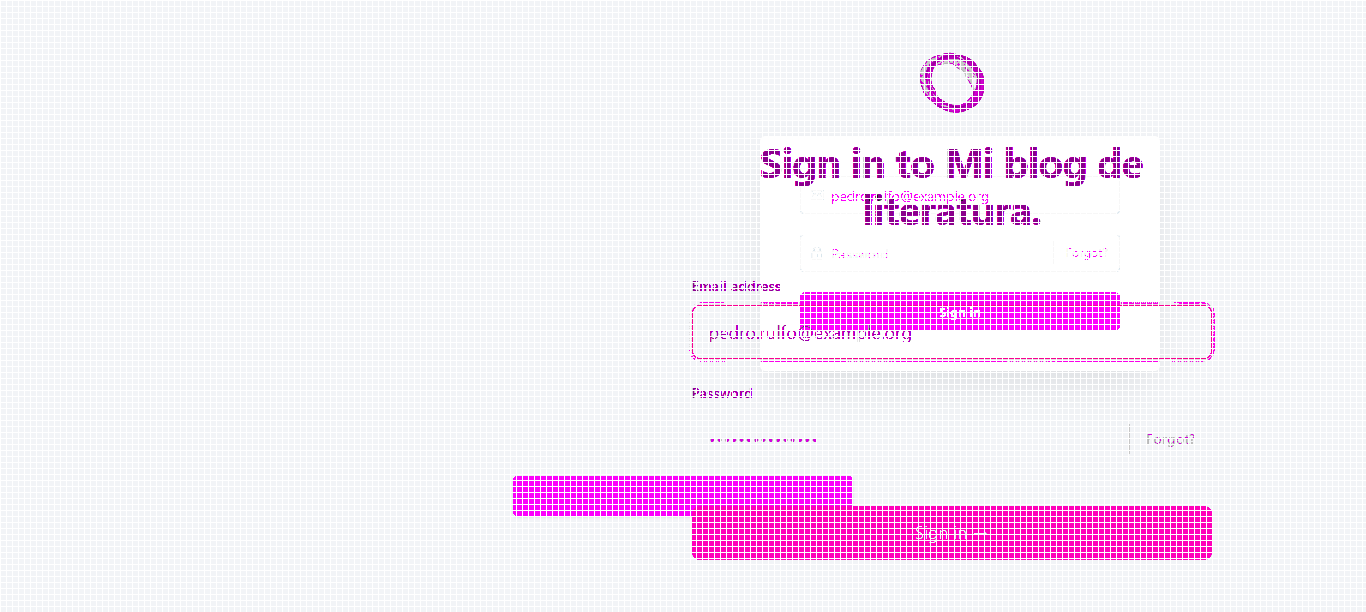 Sign in to Mi blog de
literatura.
pedro.rulfo@example.org
Password
Forgot?
Email address
Sign in
pedro.rulfo@example.org
Password
Forgot?
Sign in →